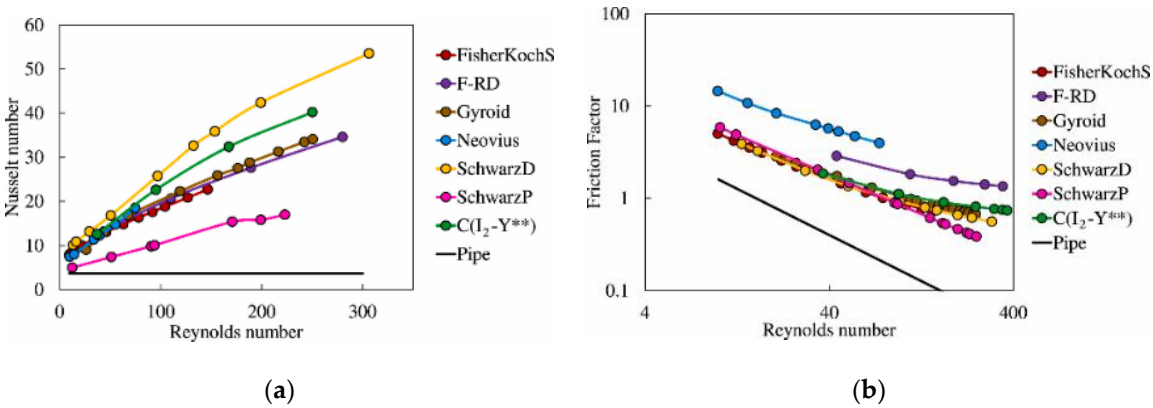 60
50
40
30
20
10
0
0
100
200
300
Nusselt number
Reynolds number
FisherKochS
F-RD
Gyroid
Neovius
SchwarzD
SchwarzP
C(I₂-Y**)
Pipe
(a)
100
10
1
0.1
4
40
400
Friction Factor
Reynolds number
FisherKochS
F-RD
Gyroid
Neovius
SchwarzD
SchwarzP
C(I₂-Y**)
Pipe
(b)